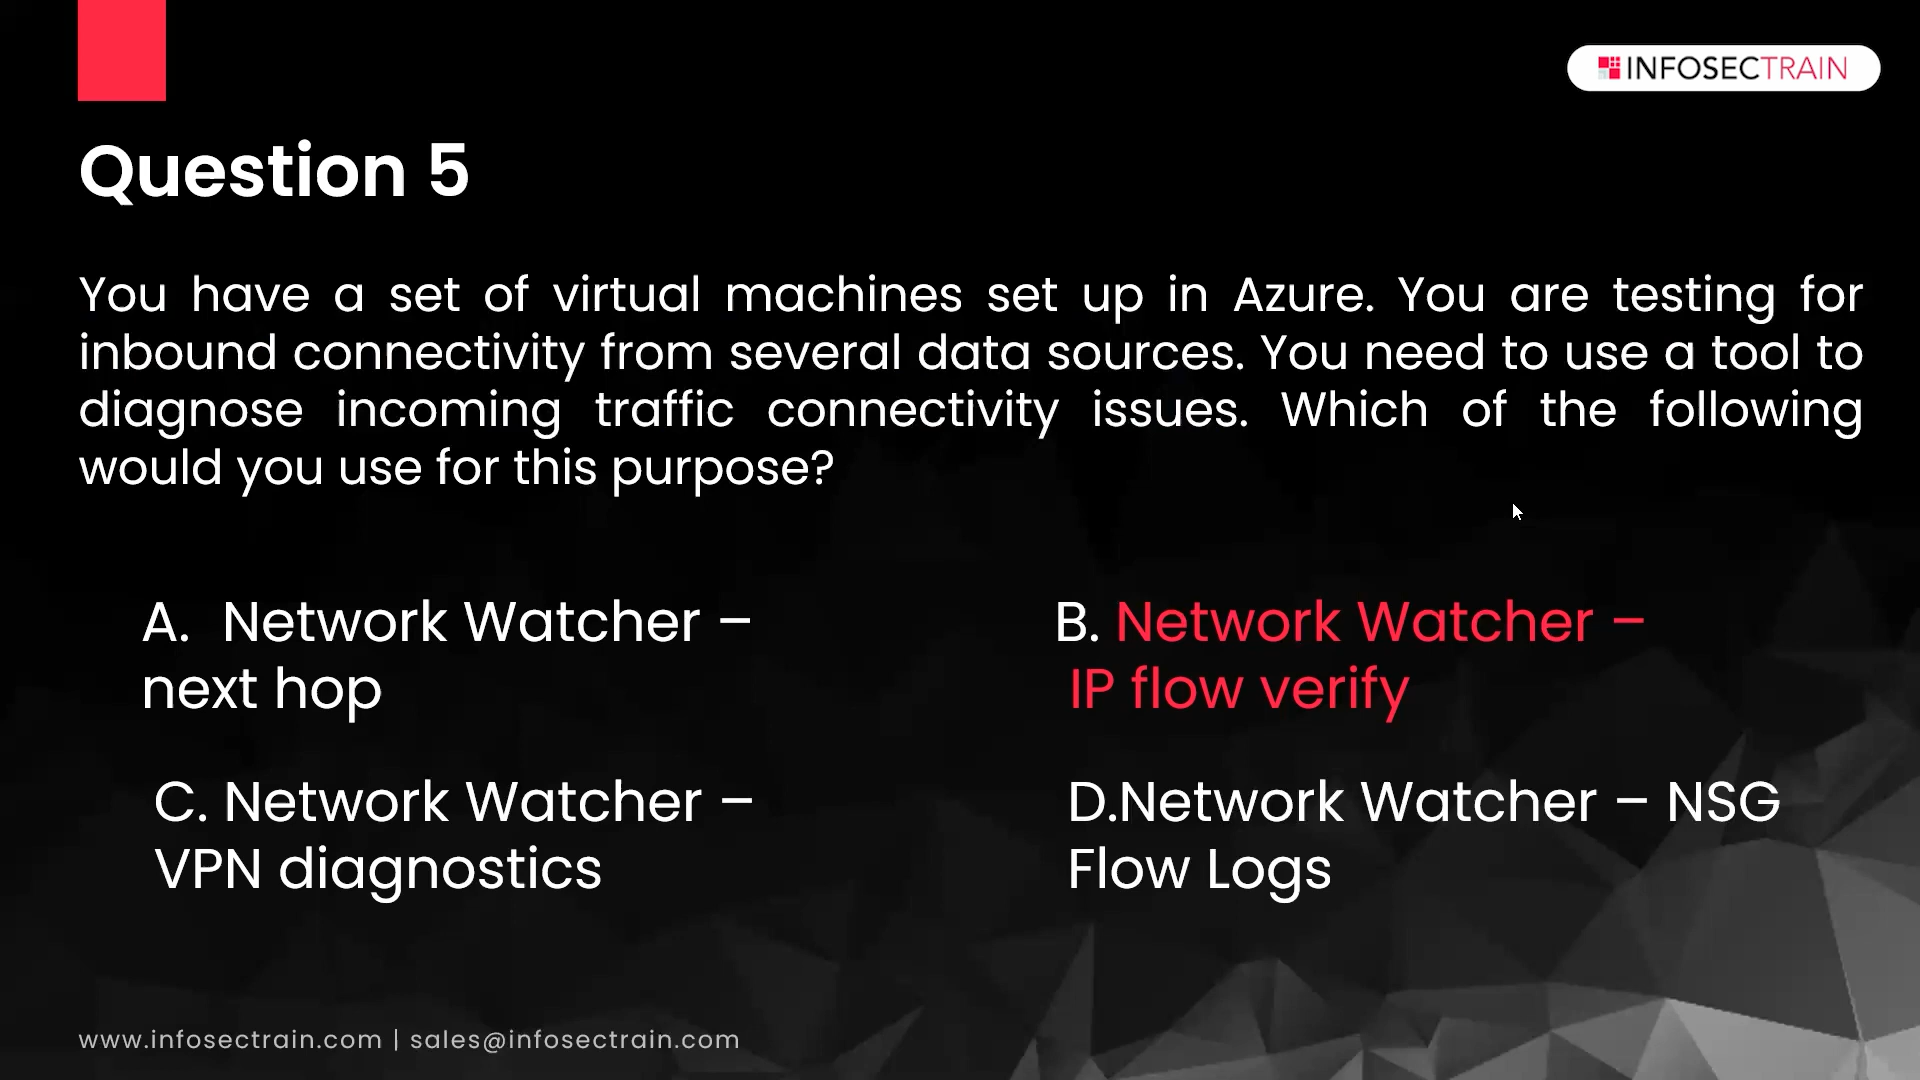 INFOSECTRAIN
Question 5
You have a set of virtual machines set up in Azure. You are testing for
inbound connectivity from several data sources. You need to use a tool to
diagnose incoming traffic connectivity issues. Which of the following
would you use for this purpose?
A. Network Watcher –
next hop
B. Network Watcher –
IP flow verify
C. Network Watcher –
VPN diagnostics
D.Network Watcher – NSG
Flow Logs
www.infosectrain.com | sales@infosectrain.com